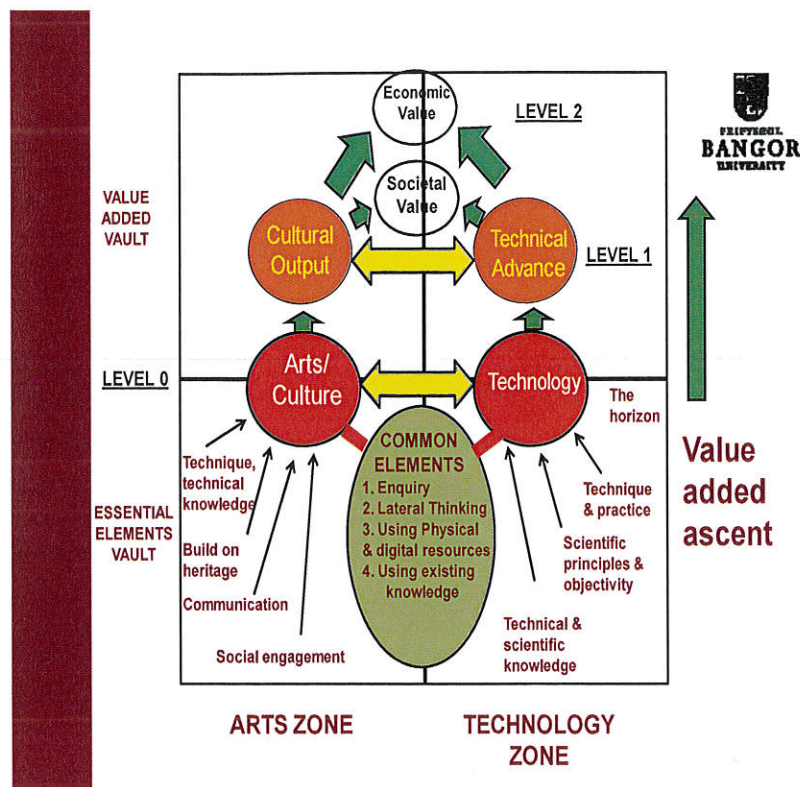 Economic
Value
LEVEL 2
PRIFYSGOL
BANGOR
UNIVERSITY
Societal
Value
VALUE
ADDED
VAULT
Cultural
Output
Technical
Advance
LEVEL 1
LEVEL 0
Arts/
Culture
Technology
The
horizon
COMMON
ELEMENTS
1. Enquiry
2. Lateral Thinking
3. Using Physical
& digital resources
4. Using existing
knowledge
Technique,
technical
knowledge
ESSENTIAL
ELEMENTS
VAULT
Build on
heritage
Communication
Social engagement
Technique
& practice
Scientific
principles &
objectivity
Technical &
scientific
knowledge
Value
added
ascent
ARTS ZONE
TECHNOLOGY
ZONE